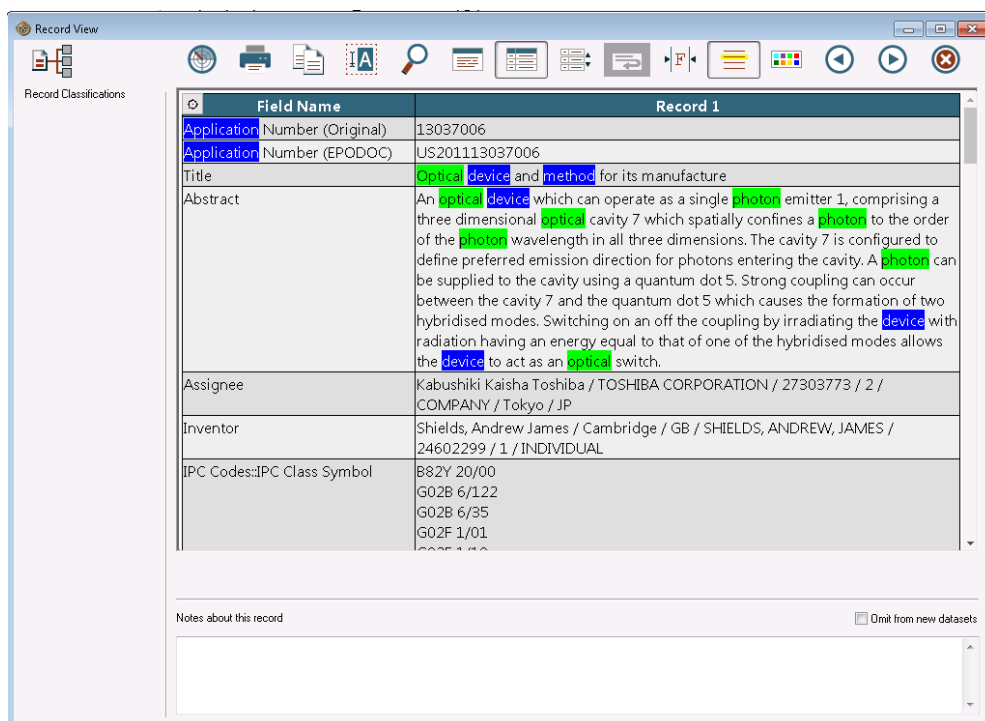 Record View
Record Classifications
Field Name
Record 1
Application Number (Original)
13037006
Application Number (EPODOC)
US201113037006
Title
Optical device and method for its manufacture
Abstract
An optical device which can operate as a single photon emitter 1, comprising a
three dimensional optical cavity 7 which spatially confines a photon to the order
of the photon wavelength in all three dimensions. The cavity 7 is configured to
define preferred emission direction for photons entering the cavity. A photon can
be supplied to the cavity using a quantum dot 5. Strong coupling can occur
between the cavity 7 and the quantum dot 5 which causes the formation of two
hybridised modes. Switching on an off the coupling by irradiating the device with
radiation having an energy equal to that of one of the hybridised modes allows
the device to act as an optical switch.
Assignee
Kabushiki Kaisha Toshiba / TOSHIBA CORPORATION / 27303773 / 2 /
COMPANY / Tokyo / JP
Inventor
Shields, Andrew James / Cambridge / GB / SHIELDS, ANDREW, JAMES /
24602299 / 1 / INDIVIDUAL
IPC Codes::IPC Class Symbol
B82Y 20/00
G02B 6/122
G02B 6/35
G02F 1/01
Notes about this record
Omit from new datasets